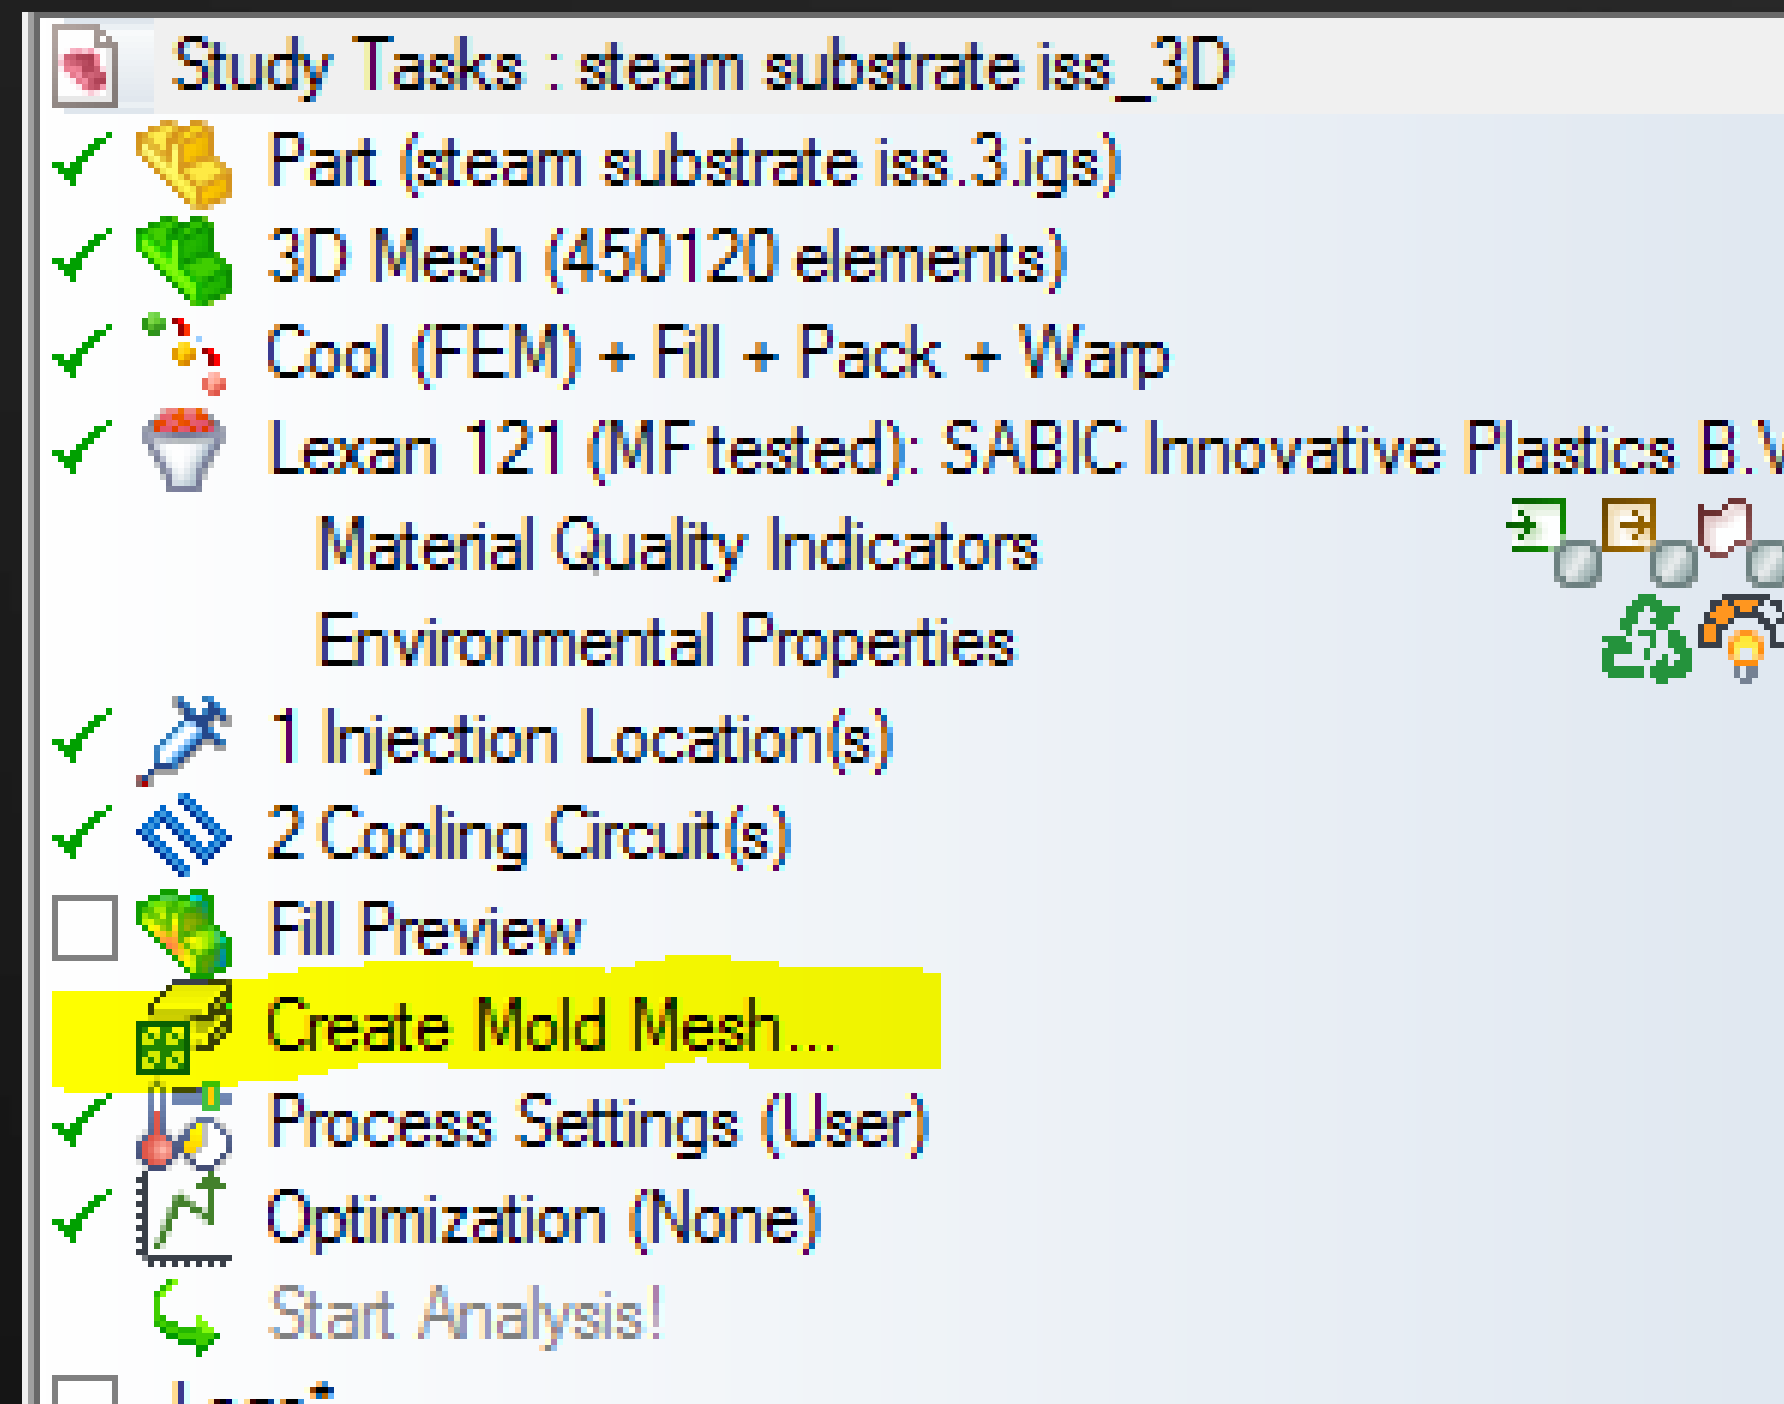 Study Tasks : steam substrate iss_3D
Part (steam substrate iss.3.igs)
3D Mesh (450120 elements)
Cool (FEM) + Fill + Pack + Warp
Lexan 121 (MF tested): SABIC Innovative Plastics B.V
Material Quality Indicators
Environmental Properties
7
1 Injection Location(s)
2 Cooling Circuit(s)
Fill Preview
Create Mold Mesh...
Process Settings (User)
Optimization (None)
Start Analysis!